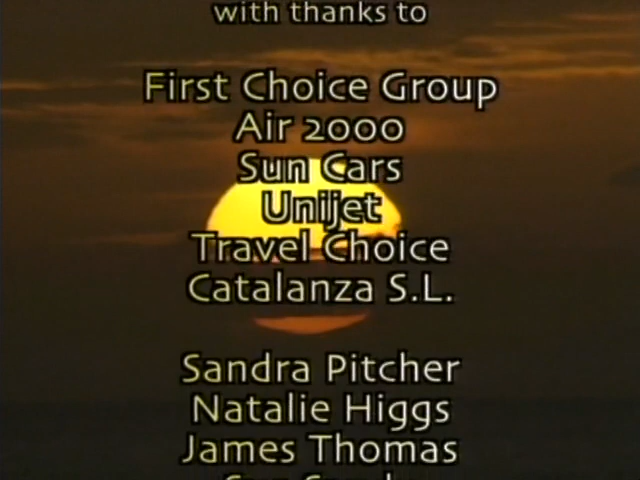 with thanks to
First Choice Group
Air 2000
Sun Cars
Unijet
Travel Choice
Catalanza S.L.
Sandra Pitcher
Natalie Higgs
James Thomas